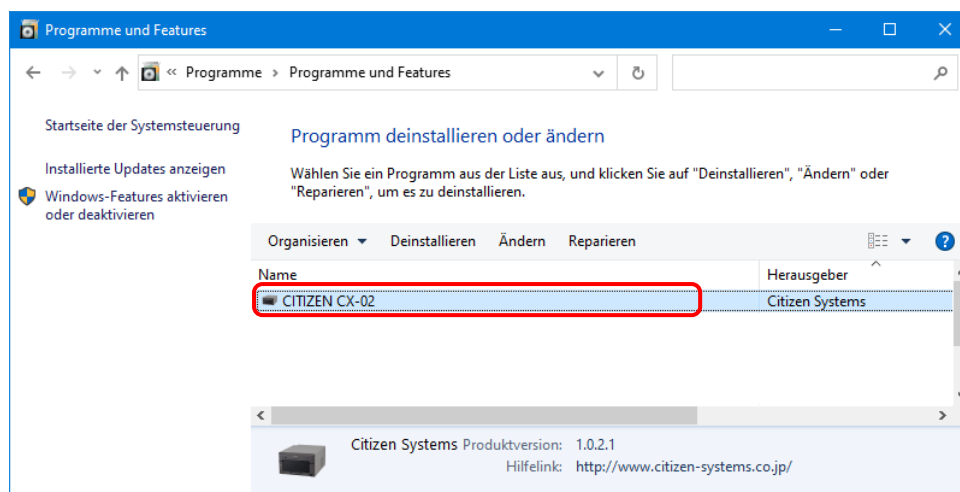 Programme und Features
« Programme > Programme und Features
Startseite der Systemsteuerung
Installierte Updates anzeigen
Windows-Features aktivieren
oder deaktivieren
Programm deinstallieren oder ändern
Wählen Sie ein Programm aus der Liste aus, und klicken Sie auf "Deinstallieren", "Ändern" oder
"Reparieren", um es zu deinstallieren.
Organisieren Deinstallieren Ändern Reparieren
Name Herausgeber
CITIZEN CX-02 Citizen Systems
Citizen Systems Produktversion: 1.0.2.1
Hilfelink: http://www.citizen-systems.co.jp/